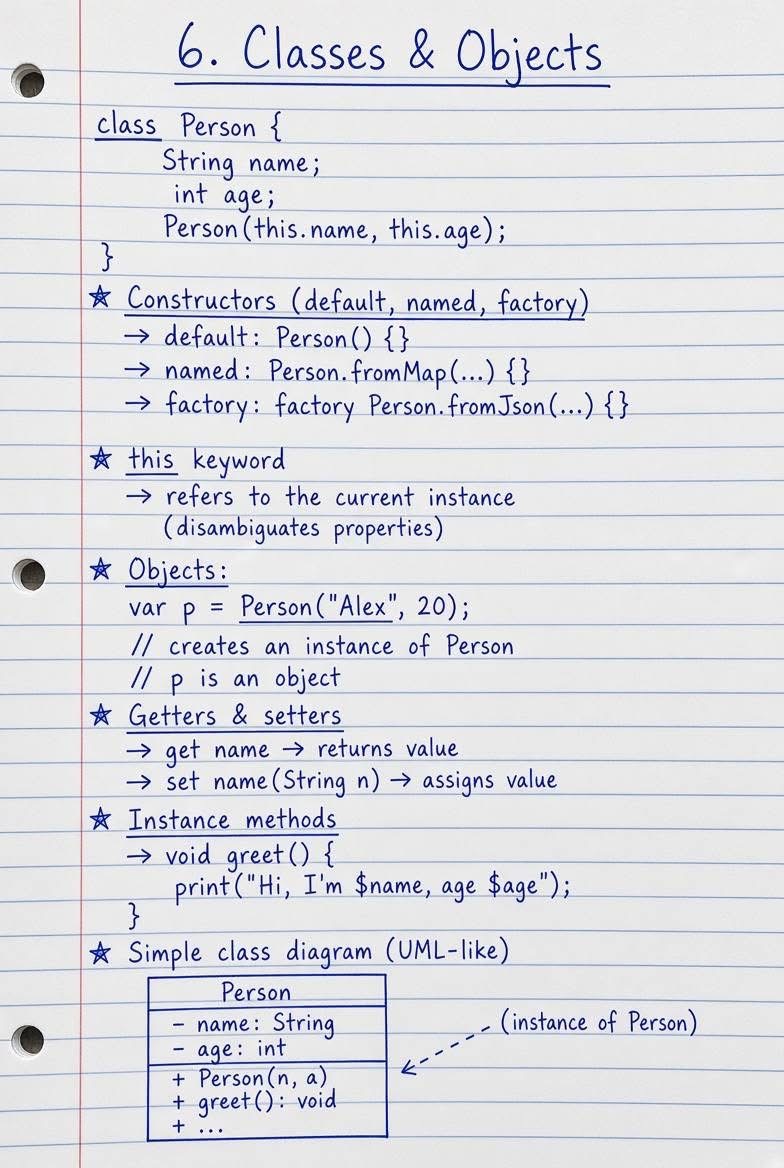 6. Classes & Objects
class Person {
String name;
int age;
Person(this.name, this.age);
}
☆ Constructors (default, named, factory)
→ default: Person() {}
→ named: Person.fromMap(...) {}
→ factory: factory Person.fromJson(...) {}
☆ this keyword
→ refers to the current instance
(disambiguates properties)
☆ Objects:
var p = Person("Alex", 20);
// creates an instance of Person
// p is an object
☆ Getters & setters
→ get name → returns value
→ set name(String n) → assigns value
☆ Instance methods
→ void greet() {
print("Hi, I'm $name, age $age");
}
☆ Simple class diagram (UML-like)
Person
- name: String
- age: int
+ Person(n, a)
+ greet(): void
+ ...
(instance of Person)